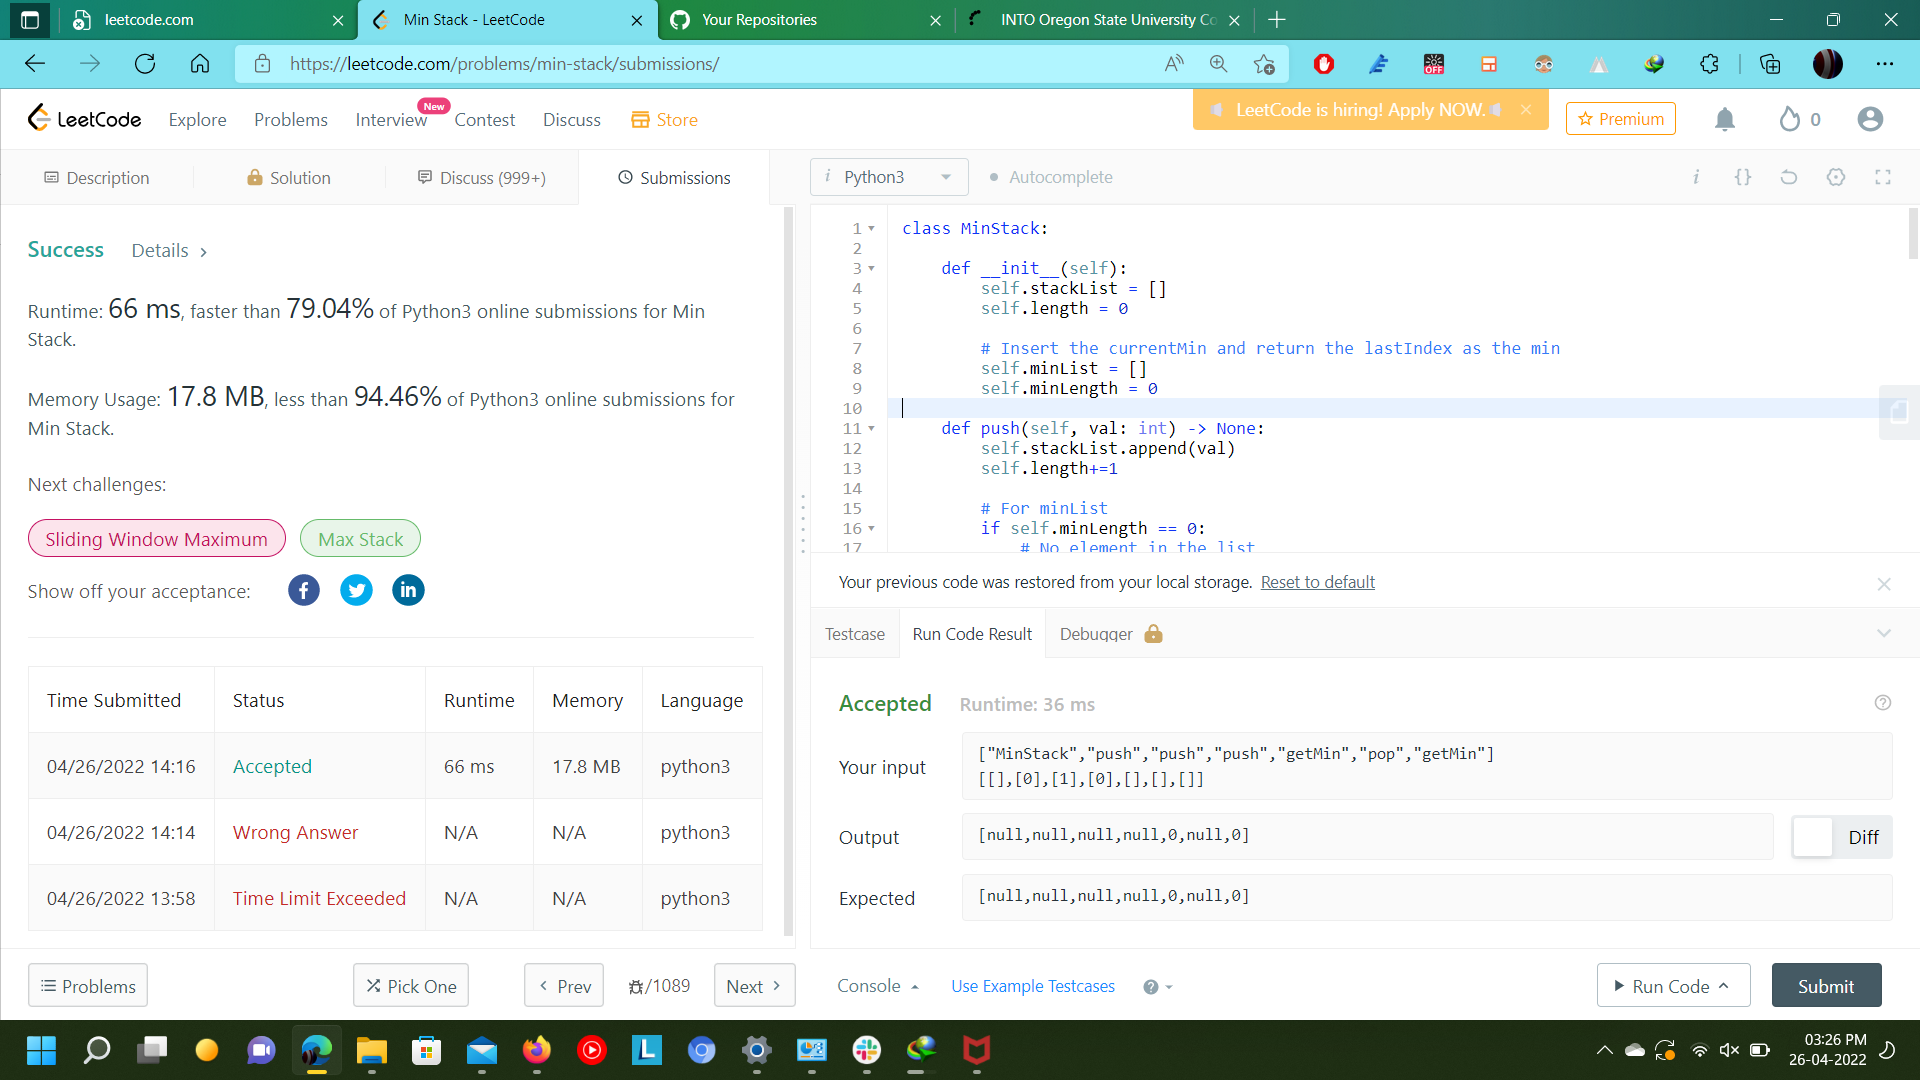 leetcode.com
Min Stack - LeetCode
Your Repositories
INTO Oregon State University Co
https://leetcode.com/problems/min-stack/submissions/
OFF
LeetCode
Explore
Problems
Interview
New
Contest
Discuss
Store
LeetCode is hiring! Apply NOW.
Premium
0
Description
Solution
Discuss (999+)
Submissions
i Python3
Autocomplete
Success
Details
Runtime: 66 ms, faster than 79.04% of Python3 online submissions for Min
Stack.
Memory Usage: 17.8 MB, less than 94.46% of Python3 online submissions for
Min Stack.
Next challenges:
Sliding Window Maximum
Max Stack
Show off your acceptance:
Time Submitted Status Runtime Memory Language
04/26/2022 14:16 Accepted 66 ms 17.8 MB python3
04/26/2022 14:14 Wrong Answer N/A N/A python3
04/26/2022 13:58 Time Limit Exceeded N/A N/A python3
Problems
Pick One
Prev
/1089
Next
1 class MinStack:
2
3 def __init__(self):
4 self.stackList = []
5 self.length = 0
6
7 # Insert the currentMin and return the lastIndex as the min
8 self.minList = []
9 self.minLength = 0
10
11 def push(self, val: int) -> None:
12 self.stackList.append(val)
13 self.length+=1
14
15 # For minList
16 if self.minLength == 0:
17 # No element in the list
Your previous code was restored from your local storage. Reset to default
Testcase
Run Code Result
Debugger
Accepted
Runtime: 36 ms
Your input
["MinStack","push","push","push","getMin","pop","getMin"]
[[],[0],[1],[0],[],[],[]]
Output
[null,null,null,null,0,null,0]
Diff
Expected
[null,null,null,null,0,null,0]
Console
Use Example Testcases
Run Code
Submit
03:26 PM
26-04-2022